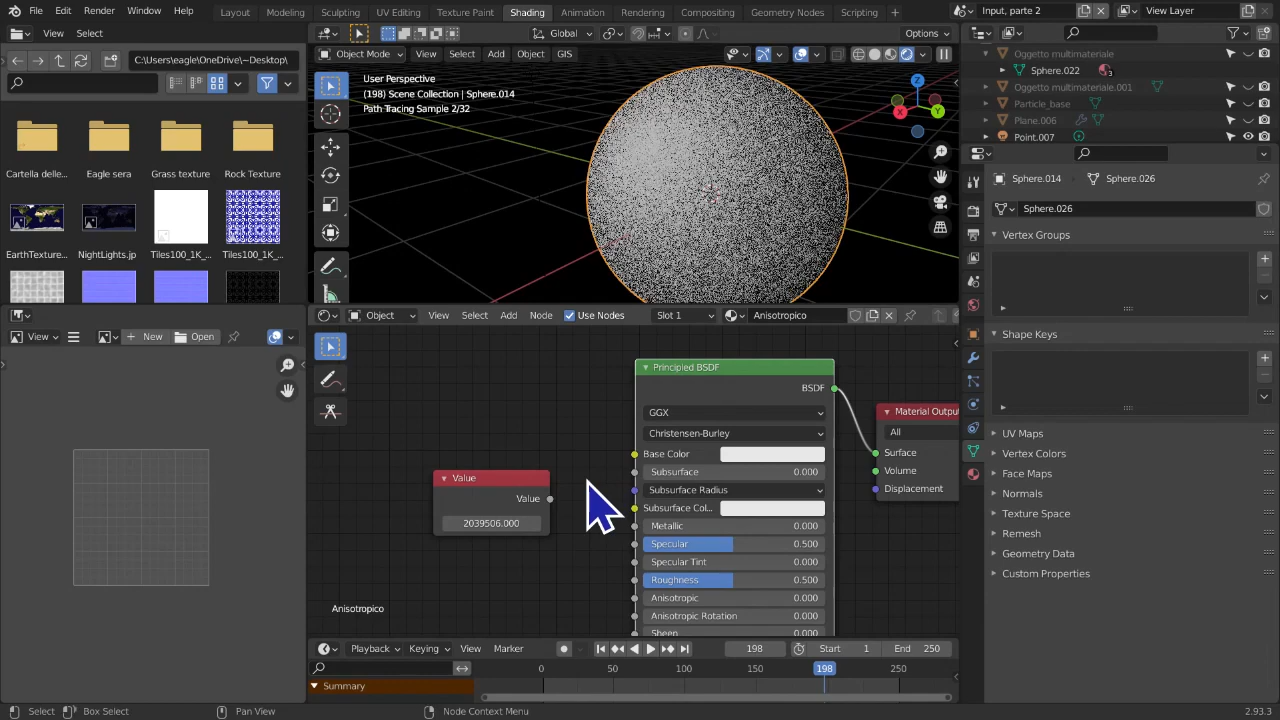 File Edit Render Window Help Layout Modeling Sculpting UV Editing Texture Paint Shading Animation Rendering Compositing Geometry Nodes Scripting + Input, parte 2 View Layer
View Select Global Options
C:\Users\eagle\OneDrive\~Desktop\ Object Mode View Select Add Object GIS
User Perspective
(198) Scene Collection | Sphere.014
Path Tracing Sample 2/32
Z
X
Y
Cartella delle... Eagle sera Grass texture Rock Texture
EarthTexture... NightLights.jp Tiles100_1K_... Tiles100_1K_...
Oggetto multimateriale
Sphere.022 3
Oggetto multimateriale.001
Particle_base
Plane.006
Point.007
Sphere.014 Sphere.026
Sphere.026
Vertex Groups
Shape Keys
UV Maps
Vertex Colors
Face Maps
Normals
Texture Space
Remesh
Geometry Data
Custom Properties
View New Open
Object View Select Add Node Use Nodes Slot 1 Anisotropico
Principled BSDF
BSDF
GGX
Christensen-Burley
Base Color
Subsurface 0.000
Subsurface Radius
Subsurface Col...
Metallic 0.000
Specular 0.500
Specular Tint 0.000
Roughness 0.500
Anisotropic 0.000
Anisotropic Rotation 0.000
Sheen 0.000
Value
Value
2039506.000
Material Output
All
Surface
Volume
Displacement
Anisotropico
Playback Keying View Marker 198 Start 1 End 250
0 50 100 150 198 250
Summary
Select Box Select Pan View Node Context Menu 2.93.3